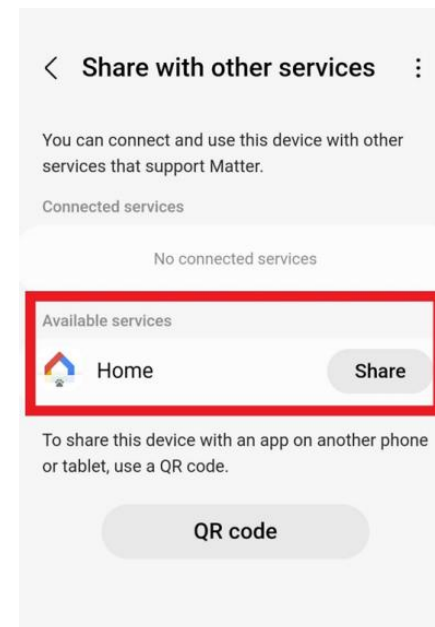 Share with other services
You can connect and use this device with other
services that support Matter.
Connected services
No connected services
Available services
Home
Share
To share this device with an app on another phone
or tablet, use a QR code.
QR code